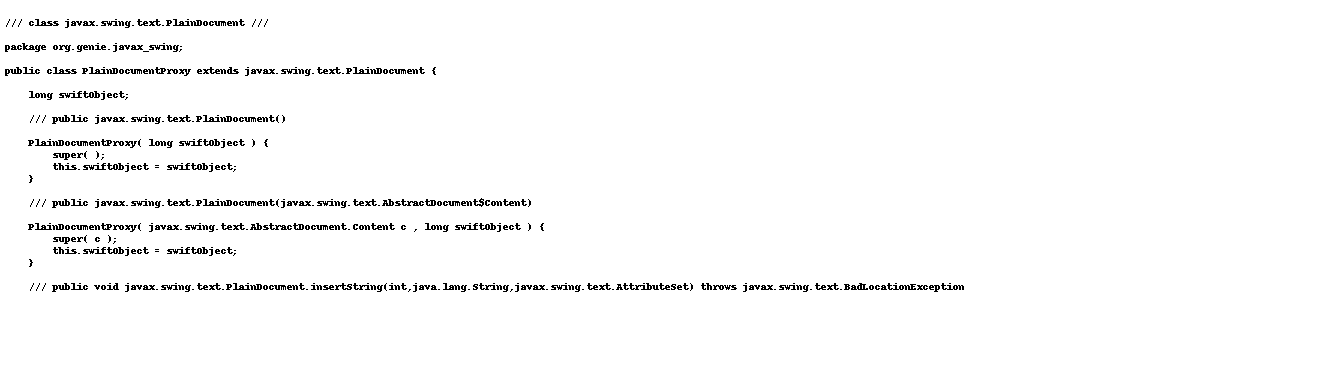 /// class javax.swing.text.PlainDocument ///
package org.genie.javax_swing;
public class PlainDocumentProxy extends javax.swing.text.PlainDocument {
long swiftObject;
/// public javax.swing.text.PlainDocument()
PlainDocumentProxy( long swiftObject ) {
super( );
this.swiftObject = swiftObject;
}
/// public javax.swing.text.PlainDocument(javax.swing.text.AbstractDocument$Content)
PlainDocumentProxy( javax.swing.text.AbstractDocument.Content c , long swiftObject ) {
super( c );
this.swiftObject = swiftObject;
}
/// public void javax.swing.text.PlainDocument.insertString(int,java.lang.String,javax.swing.text.AttributeSet) throws javax.swing.text.BadLocationException